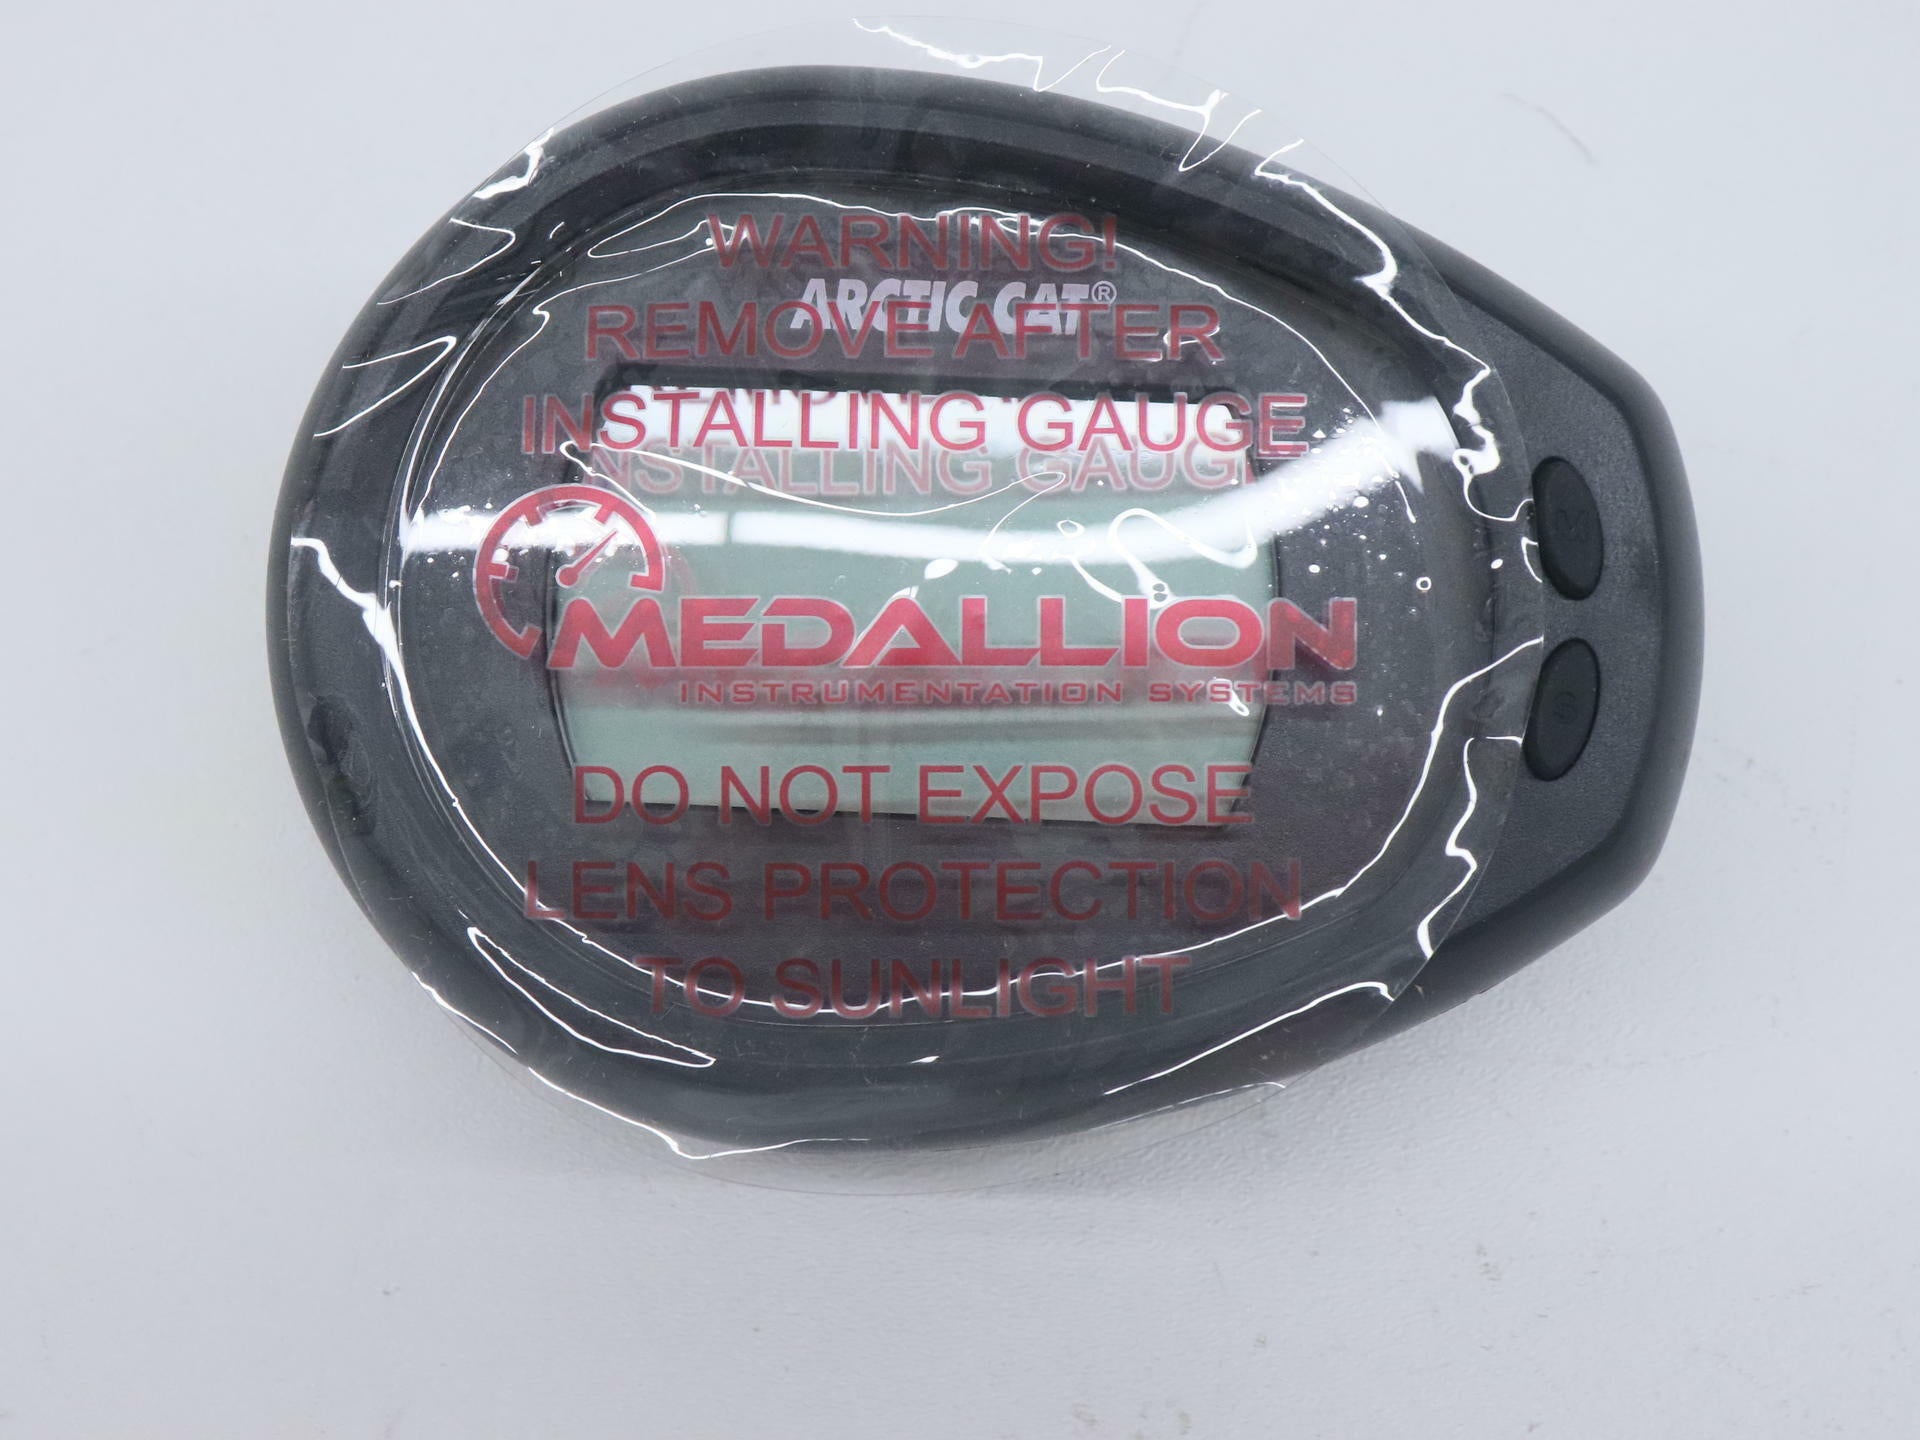 WARNING!
ARCTIC CAT®
REMOVE AFTER
INSTALLING GAUGE
MEDALLION
INSTRUMENTATION SYSTEMS
DO NOT EXPOSE
LENS PROTECTION
TO SUNLIGHT